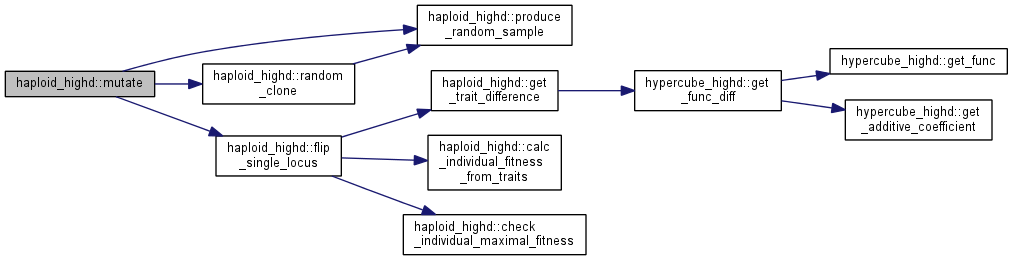 haploid_highd::mutate
haploid_highd::produce
_random_sample
haploid_highd::random
_clone
haploid_highd::flip
_single_locus
haploid_highd::get
_trait_difference
haploid_highd::calc
_individual_fitness
_from_traits
haploid_highd::check
_individual_maximal_fitness
hypercube_highd::get
_func_diff
hypercube_highd::get_func
hypercube_highd::get
_additive_coefficient